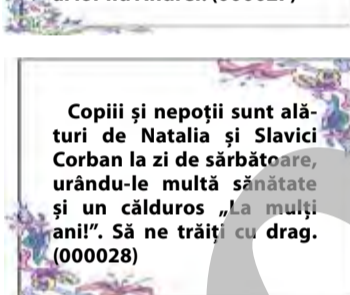 Copiii și nepoții sunt ală-
turi de Natalia și Slavici
Corban la zi de sărbătoare,
urându-le multă sănătate
și un călduros „La mulți
ani!”. Să ne trăiți cu drag.
(000028)